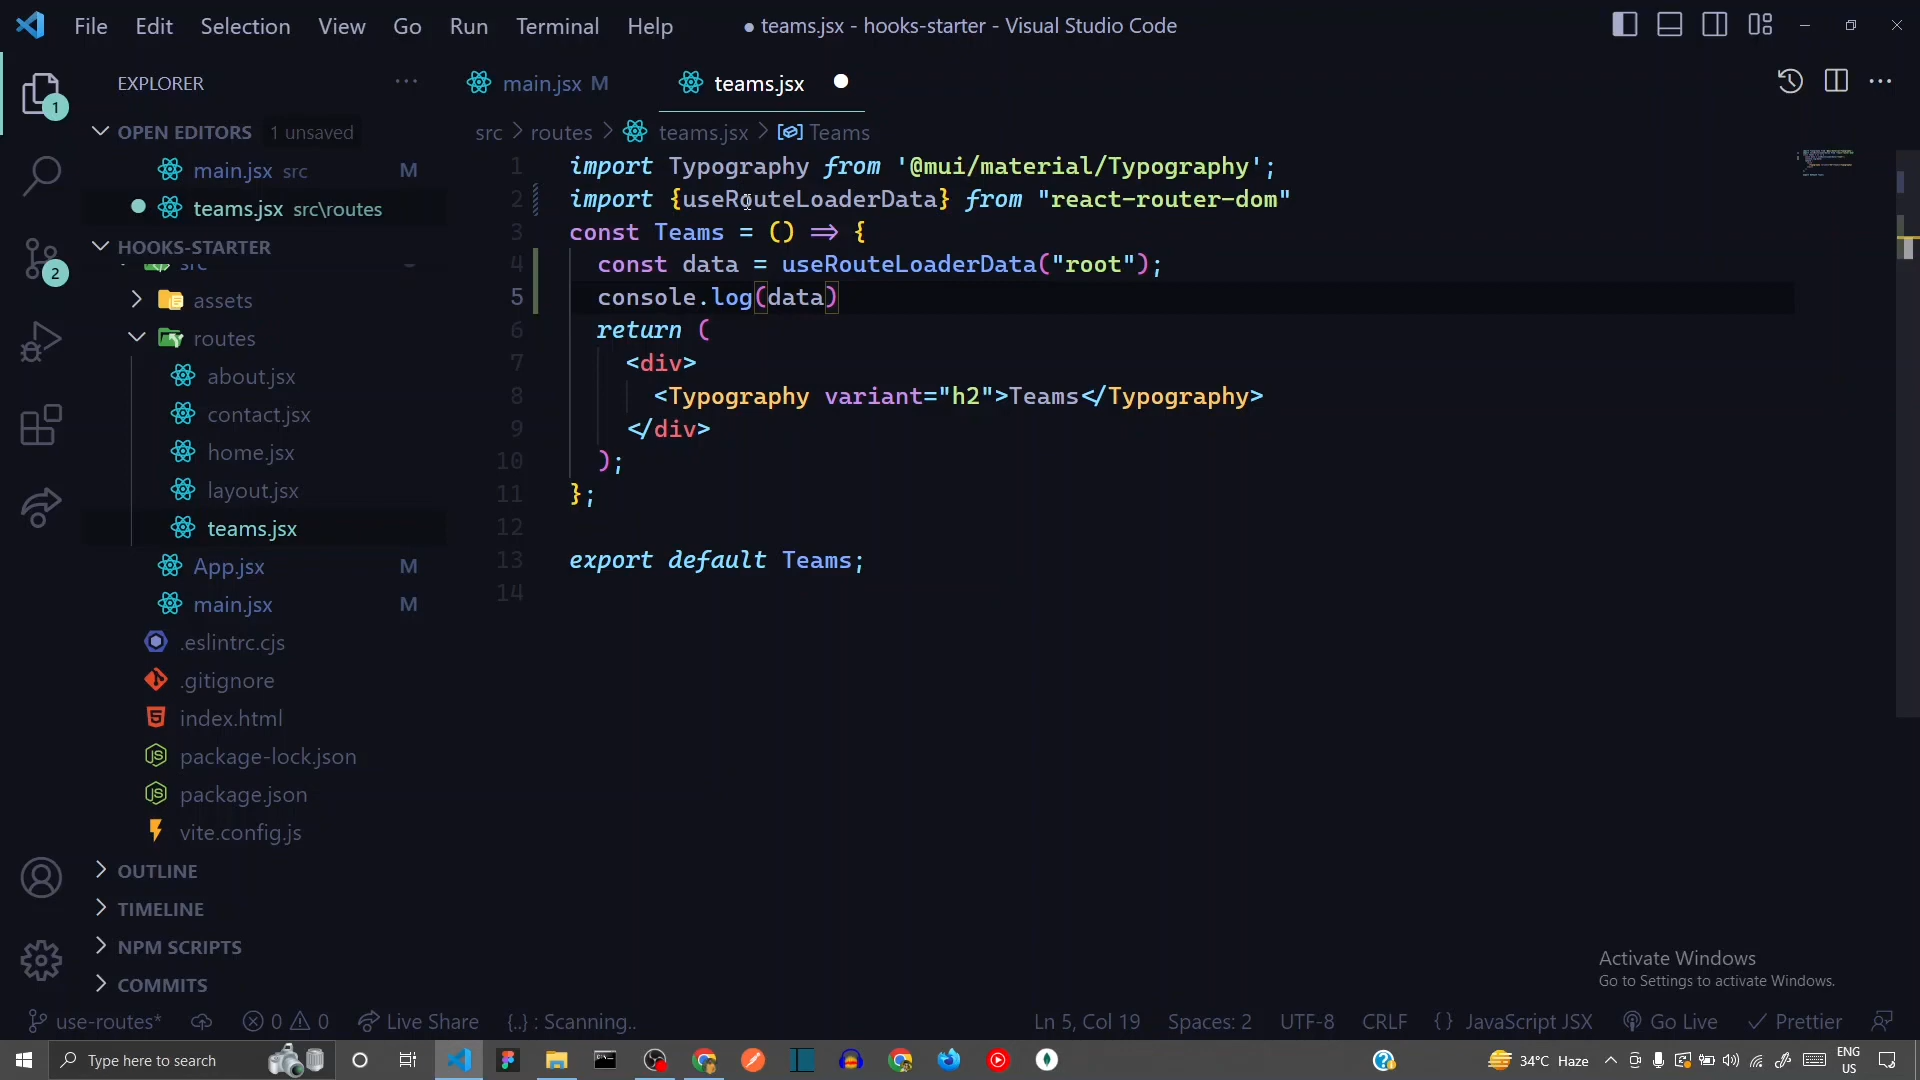 File Edit Selection View Go Run Terminal Help
● teams.jsx - hooks-starter - Visual Studio Code
EXPLORER
main.jsx M
teams.jsx
1
OPEN EDITORS 1 unsaved
src > routes > teams.jsx > Teams
main.jsx src M
teams.jsx src\routes
HOOKS-STARTER
2
src
assets
routes
about.jsx
contact.jsx
home.jsx
layout.jsx
teams.jsx
App.jsx M
main.jsx M
.eslintrc.cjs
.gitignore
index.html
package-lock.json
package.json
vite.config.js
OUTLINE
TIMELINE
NPM SCRIPTS
COMMITS
1 import Typography from '@mui/material/Typography';
2 import {useRouteLoaderData} from "react-router-dom"
3 const Teams = () => {
4 const data = useRouteLoaderData("root");
5 console.log(data)
6 return (
7 <div>
8 <Typography variant="h2">Teams</Typography>
9 </div>
10 );
11 };
12
13 export default Teams;
14
Activate Windows
Go to Settings to activate Windows.
use-routes* 0 0 Live Share {..} : Scanning.. Ln 5, Col 19 Spaces: 2 UTF-8 CRLF {} JavaScript JSX Go Live Prettier
Type here to search
34°C Haze
ENG
US